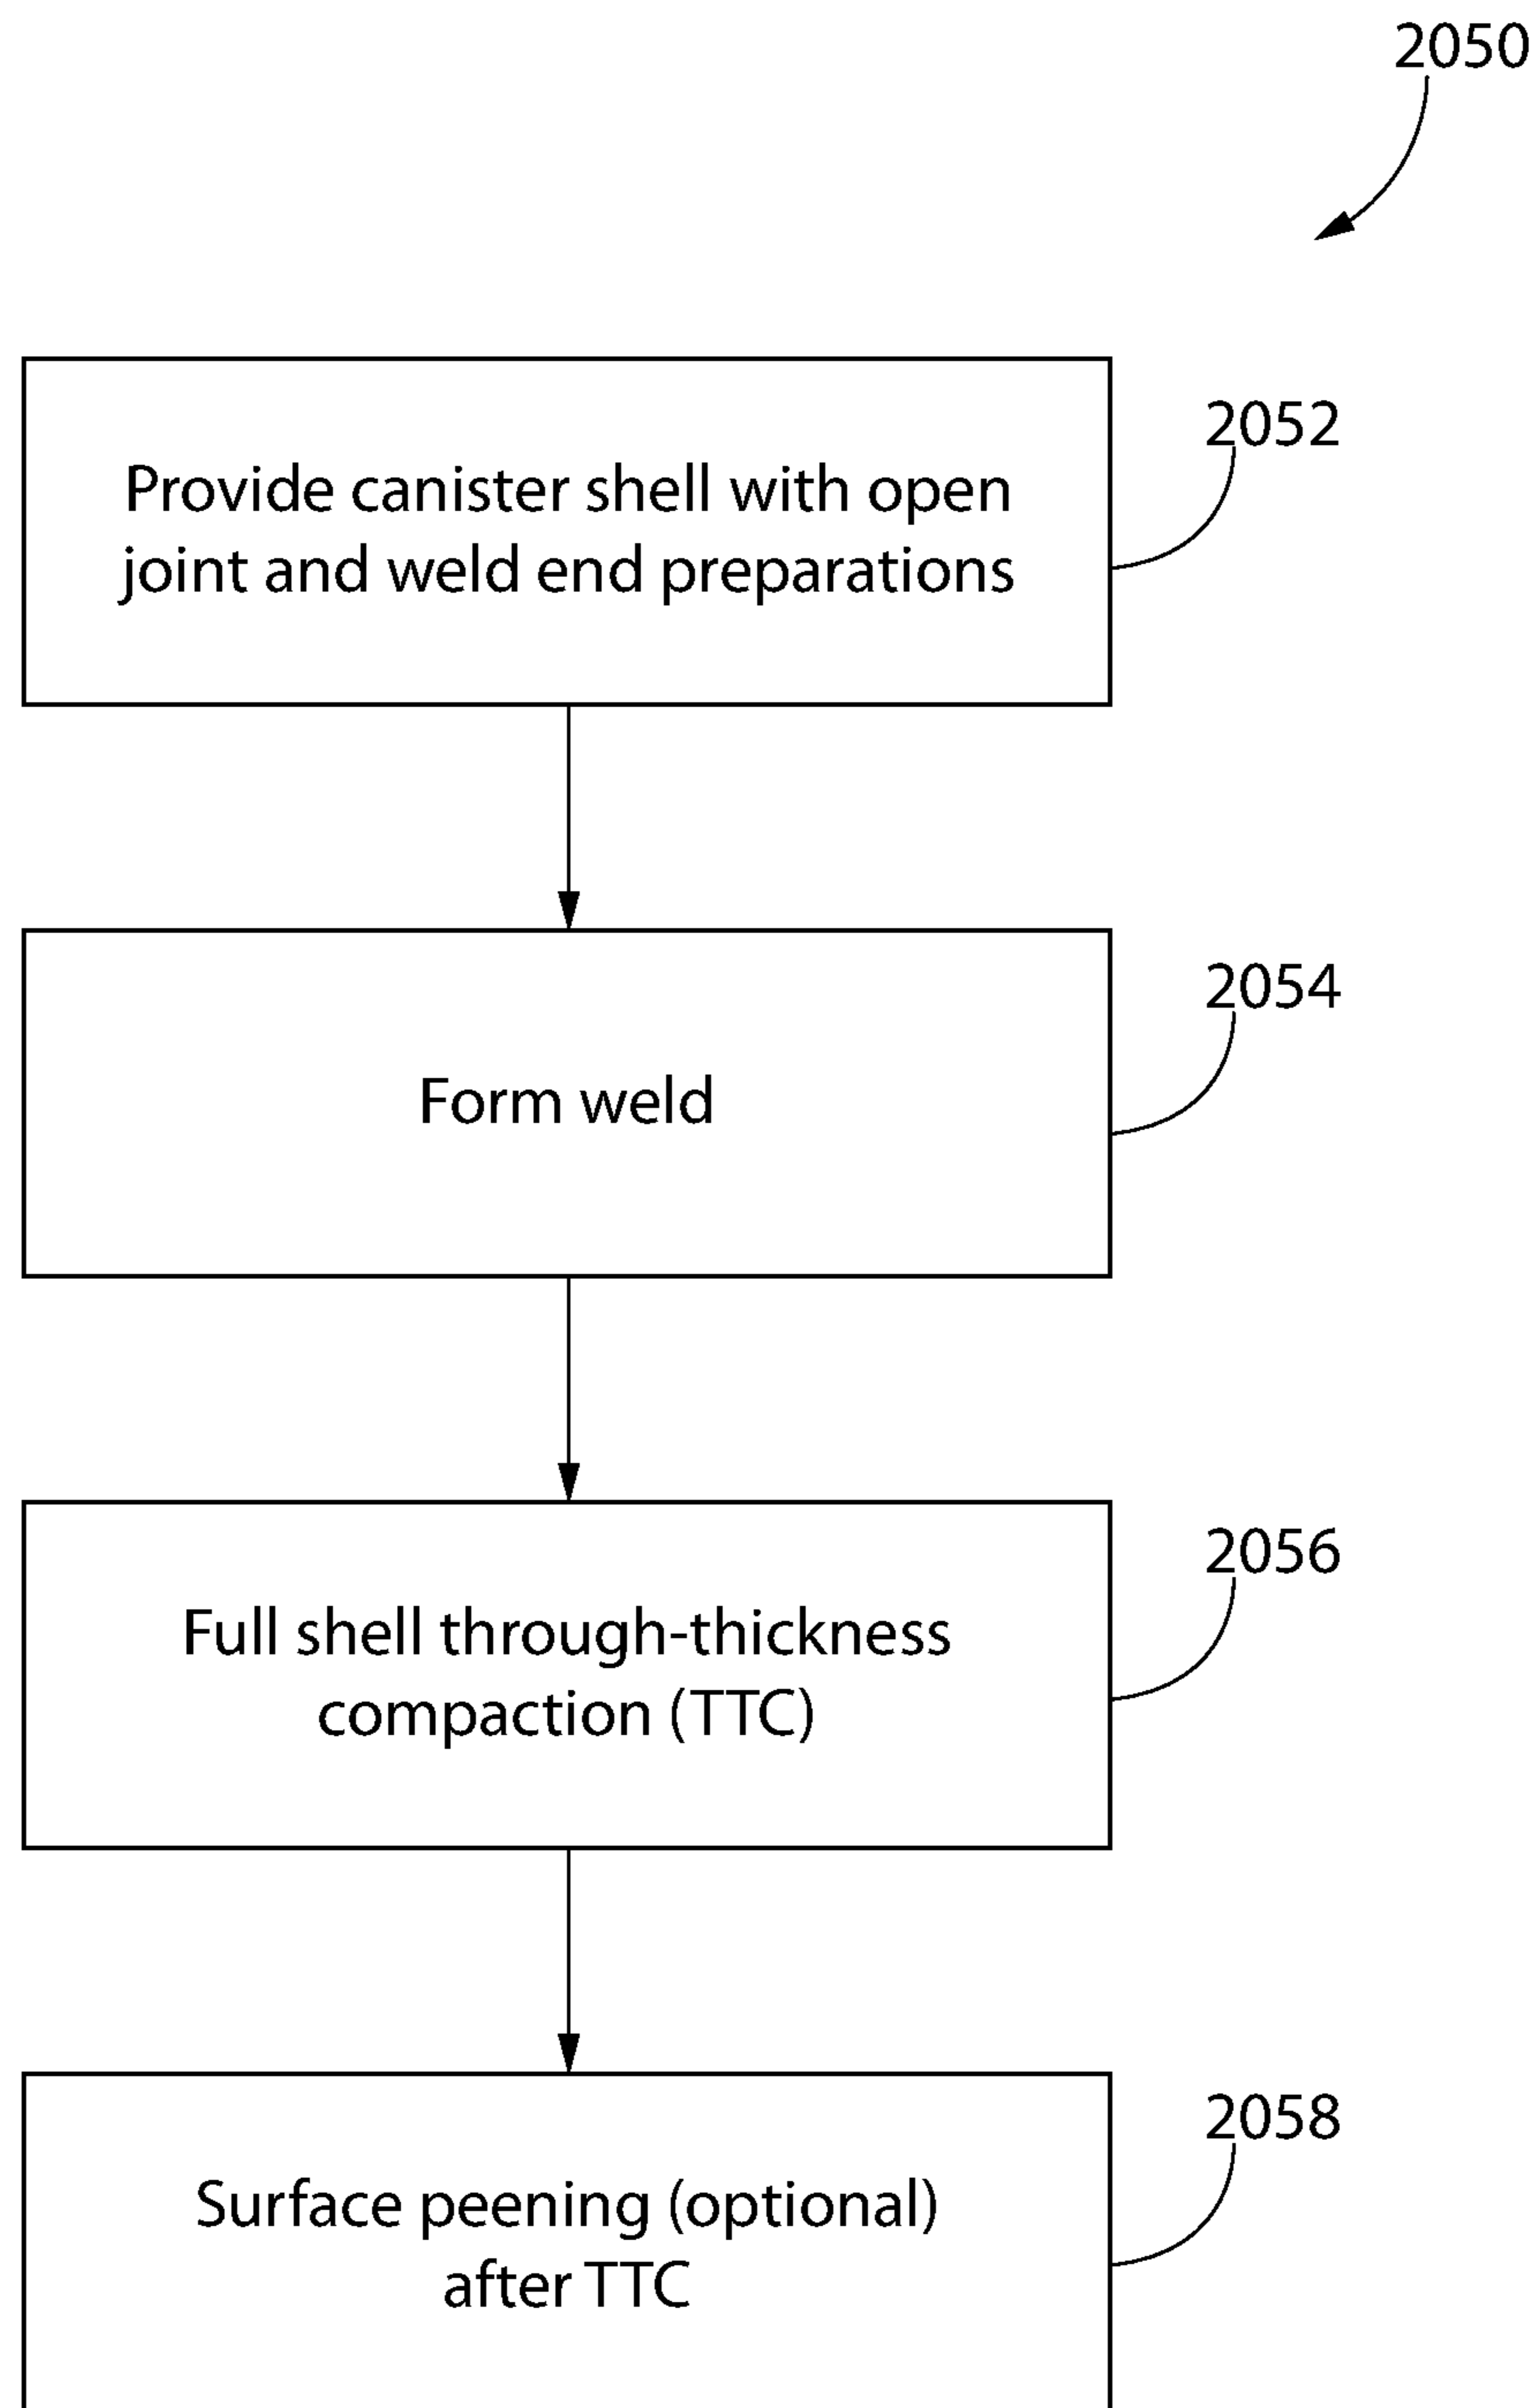 2050
2052
Provide canister shell with open
joint and weld end preparations
2054
Form weld
2056
Full shell through-thickness
compaction (TTC)
2058
Surface peening (optional)
after TTC